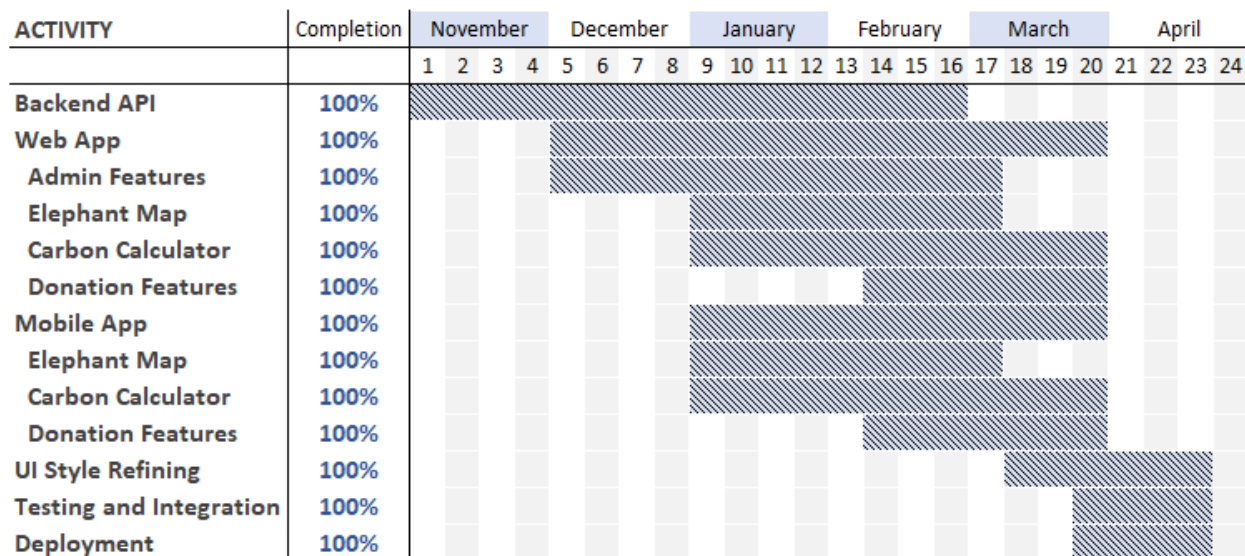 ACTIVITY Completion November December January February March April
1 2 3 4 5 6 7 8 9 10 11 12 13 14 15 16 17 18 19 20 21 22 23 24
Backend API 100%
Web App 100%
Admin Features 100%
Elephant Map 100%
Carbon Calculator 100%
Donation Features 100%
Mobile App 100%
Elephant Map 100%
Carbon Calculator 100%
Donation Features 100%
UI Style Refining 100%
Testing and Integration 100%
Deployment 100%